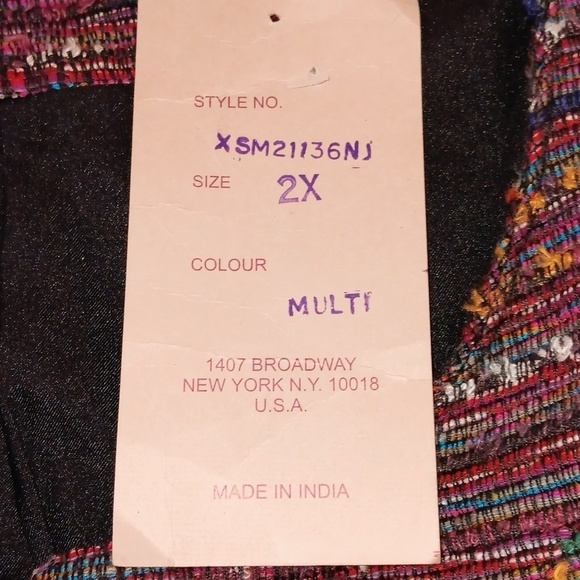 STYLE NO.
XSM21136NJ
SIZE 2X
COLOUR
MULTI
1407 BROADWAY
NEW YORK N.Y. 10018
U.S.A.
MADE IN INDIA